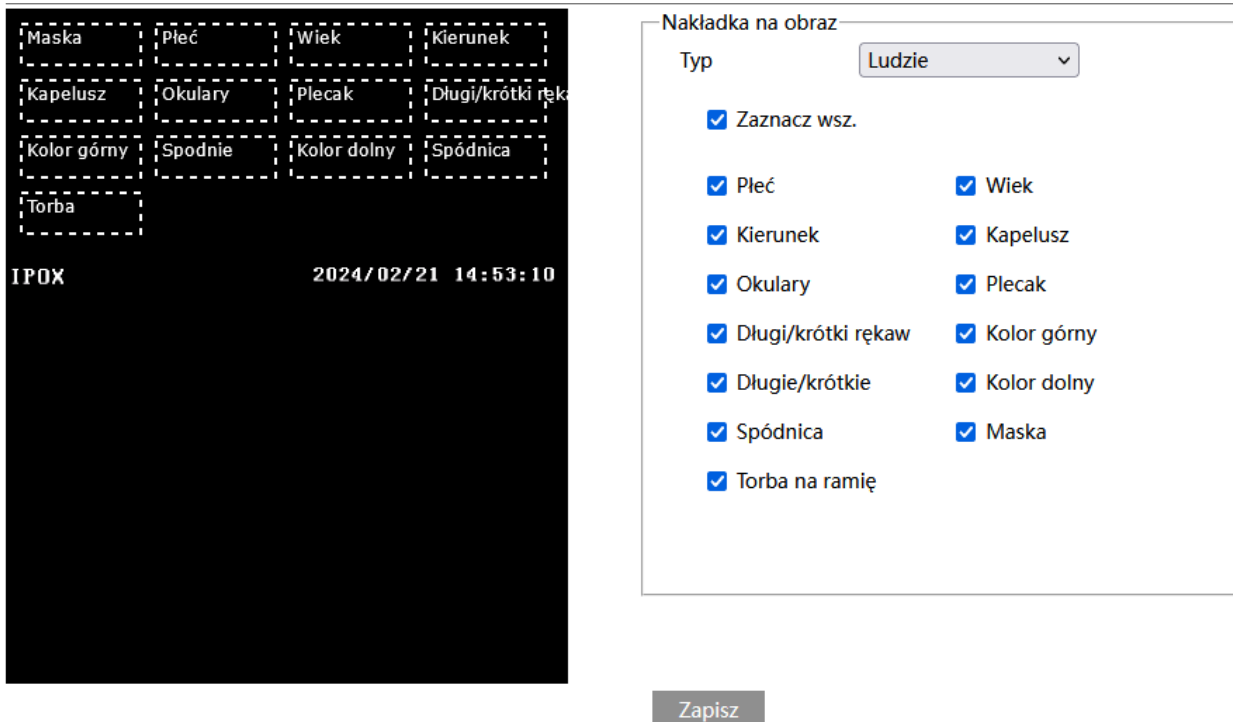 Maska Płeć Wiek Kierunek
Kapelusz Okulary Plecak Długi/krótki ręka
Kolor górny Spodnie Kolor dolny Spódnica
Torba
IPOX 2024/02/21 14:53:10
Nakładka na obraz
Typ Ludzie
Zaznacz wsz.
Płeć Wiek
Kierunek Kapelusz
Okulary Plecak
Długi/krótki rękaw Kolor górny
Długie/krótkie Kolor dolny
Spódnica Maska
Torba na ramię
Zapisz